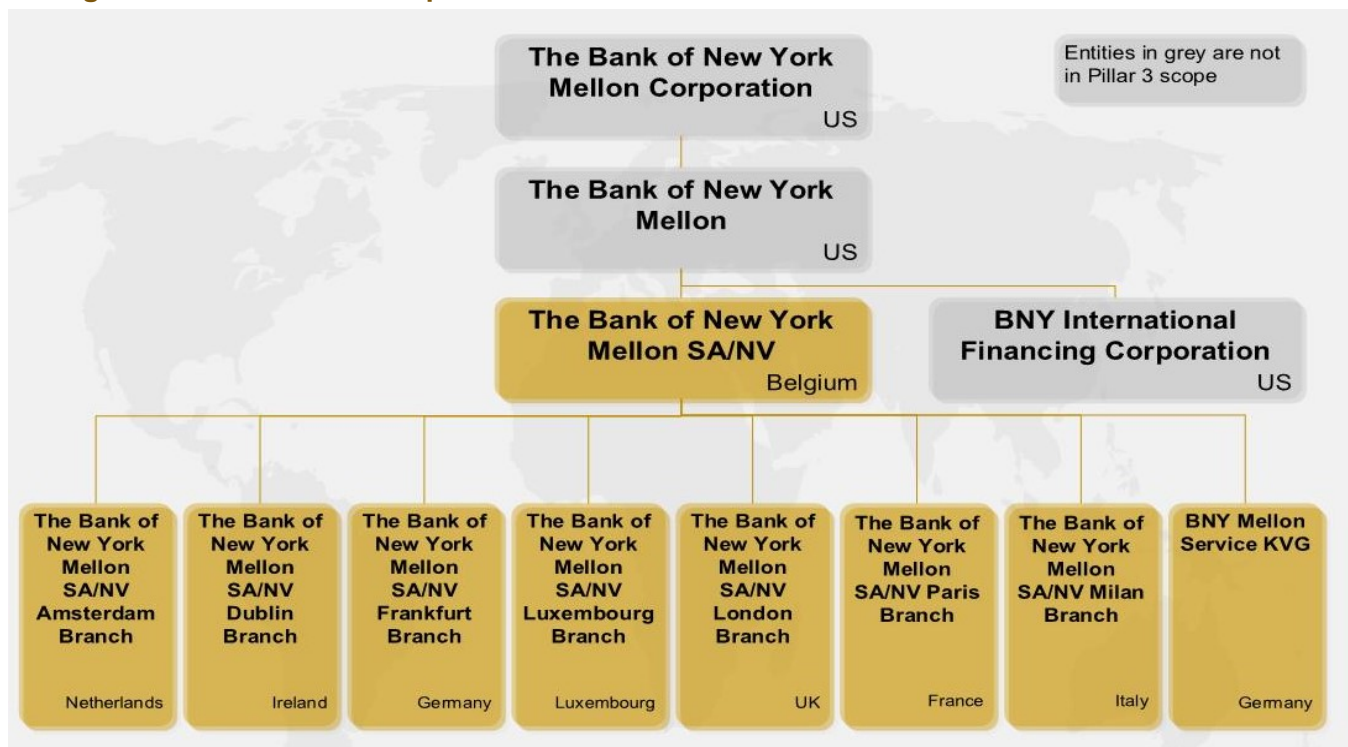 The Bank of New York
Mellon Corporation
US
Entities in grey are not
in Pillar 3 scope
The Bank of New York
Mellon
US
The Bank of New York
Mellon SA/NV
Belgium
BNY International
Financing Corporation
US
The Bank of
New York
Mellon
SA/NV
Amsterdam
Branch
Netherlands
The Bank of
New York
Mellon
SA/NV
Dublin
Branch
Ireland
The Bank of
New York
Mellon
SA/NV
Frankfurt
Branch
Germany
The Bank of
New York
Mellon
SA/NV
Luxembourg
Branch
Luxembourg
The Bank of
New York
Mellon
SA/NV
London
Branch
UK
The Bank of
New York
Mellon
SA/NV Paris
Branch
France
The Bank of
New York
Mellon
SA/NV Milan
Branch
Italy
BNY Mellon
Service KVG
Germany